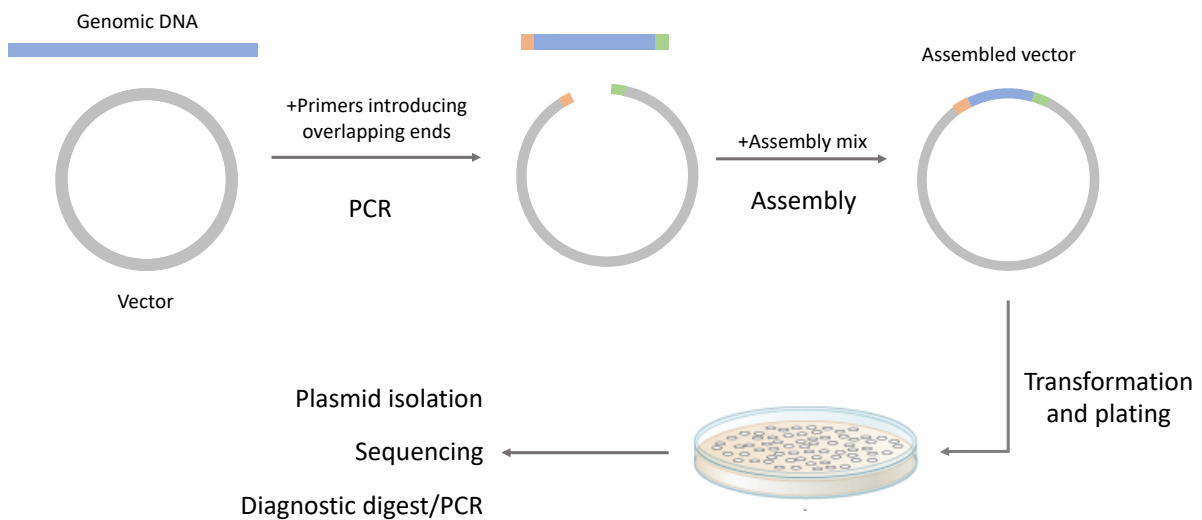 Genomic DNA
Vector
+Primers introducing
overlapping ends
PCR
+Assembly mix
Assembly
Assembled vector
Transformation
and plating
Plasmid isolation
Sequencing
Diagnostic digest/PCR